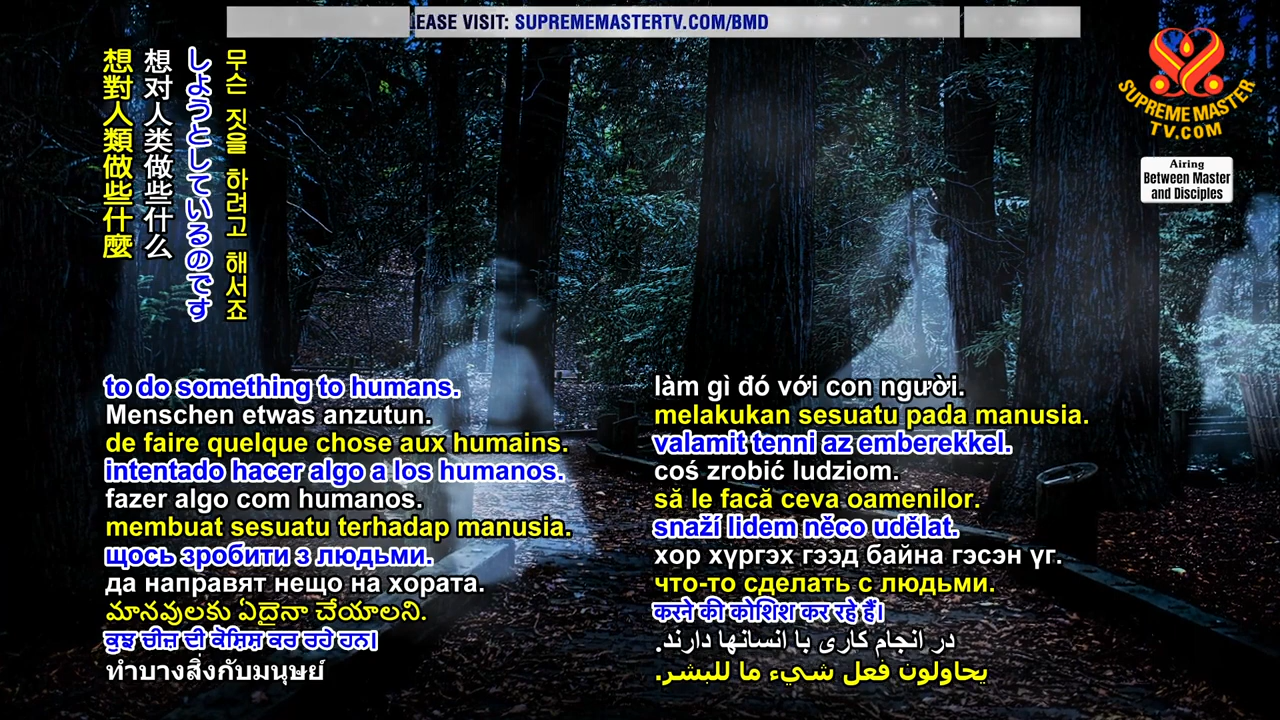 EASE VISIT: SUPREMEMASTERTV.COM/BMD
SUPREME MASTER
TV.COM
Airing
Between Master
and Disciples
무슨 짓을 하려고 해서죠
しようとしているのです
想对人类做些什么
想對人類做些什麼
to do something to humans.
Menschen etwas anzutun.
de faire quelque chose aux humains.
intentado hacer algo a los humanos.
fazer algo com humanos.
membuat sesuatu terhadap manusia.
щось зробити з людьми.
да направят нещо на хората.
మానవులకు ఏదైనా చేయాలని.
ਕੁਝ ਚੀਜ਼ ਦੀ ਕੋਸ਼ਿਸ਼ ਕਰ ਰਹੇ ਹਨ।
ทำบางสิ่งกับมนุษย์
làm gì đó với con người.
melakukan sesuatu pada manusia.
valamit tenni az emberekkel.
coś zrobić ludziom.
să le facă ceva oamenilor.
snaží lidem něco udělat.
хор хүргэх гээд байна гэсэн үг.
что-то сделать с людьми.
करने की कोशिश कर रहे हैं।
در انجام کاری با انسانها دارند.
يحاولون فعل شيء ما للبشر.